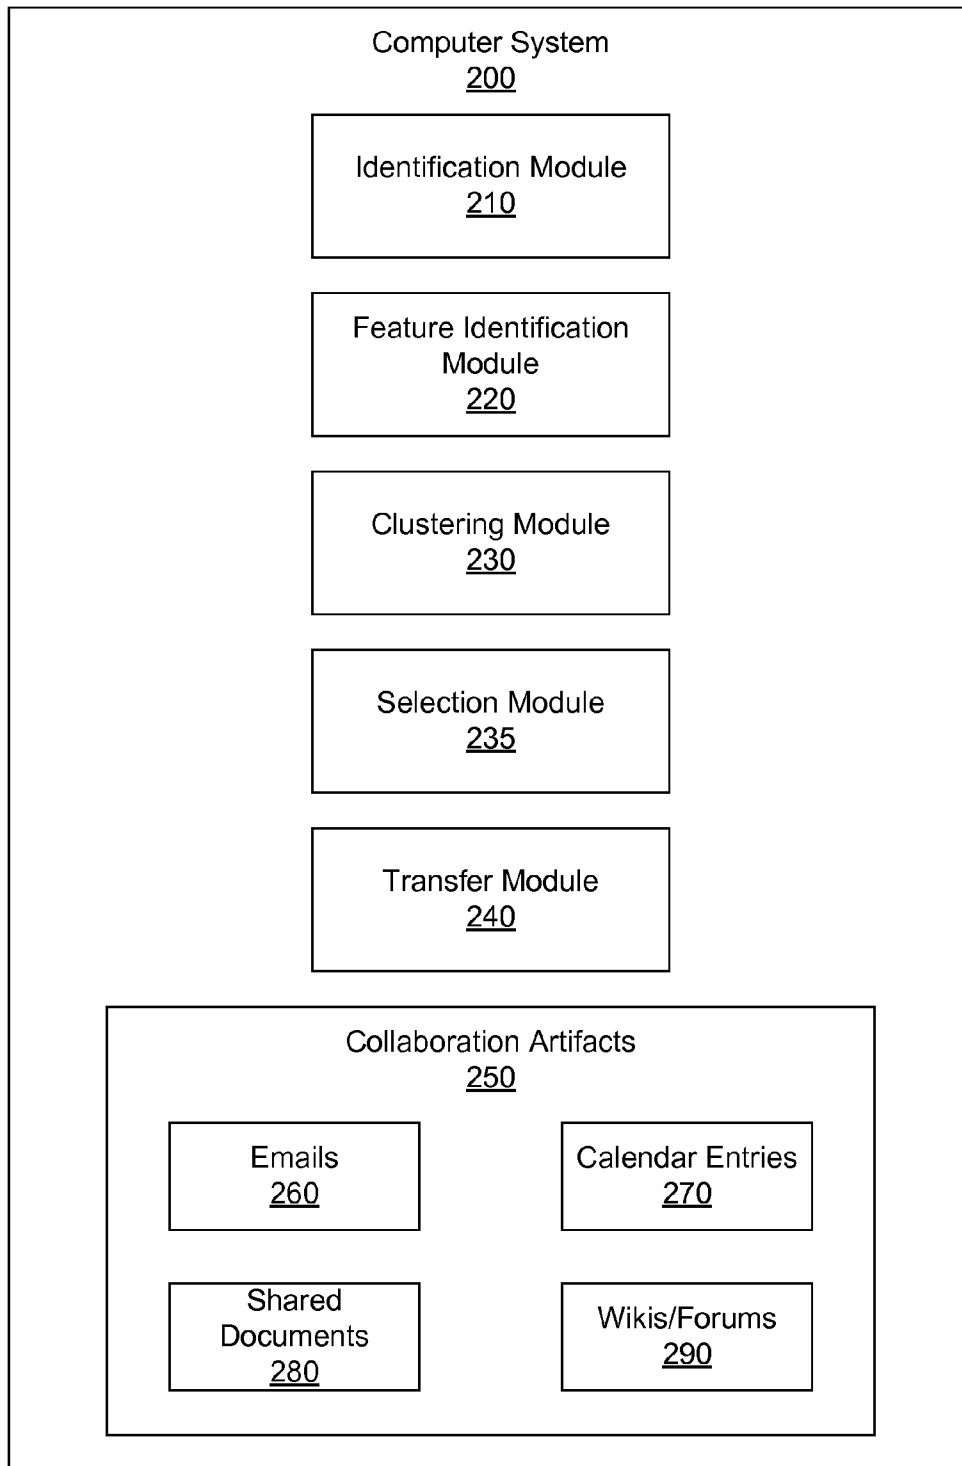 Computer System
200
Identification Module
210
Feature Identification
Module
220
Clustering Module
230
Selection Module
235
Transfer Module
240
Collaboration Artifacts
250
Emails
260
Calendar Entries
270
Shared
Documents
280
Wikis/Forums
290